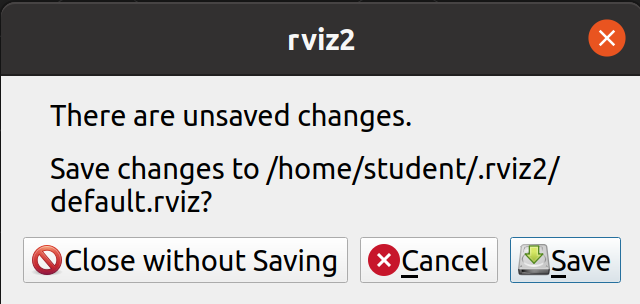 rviz2
There are unsaved changes.
Save changes to /home/student/.rviz2/
default.rviz?
Close without Saving
Cancel
Save